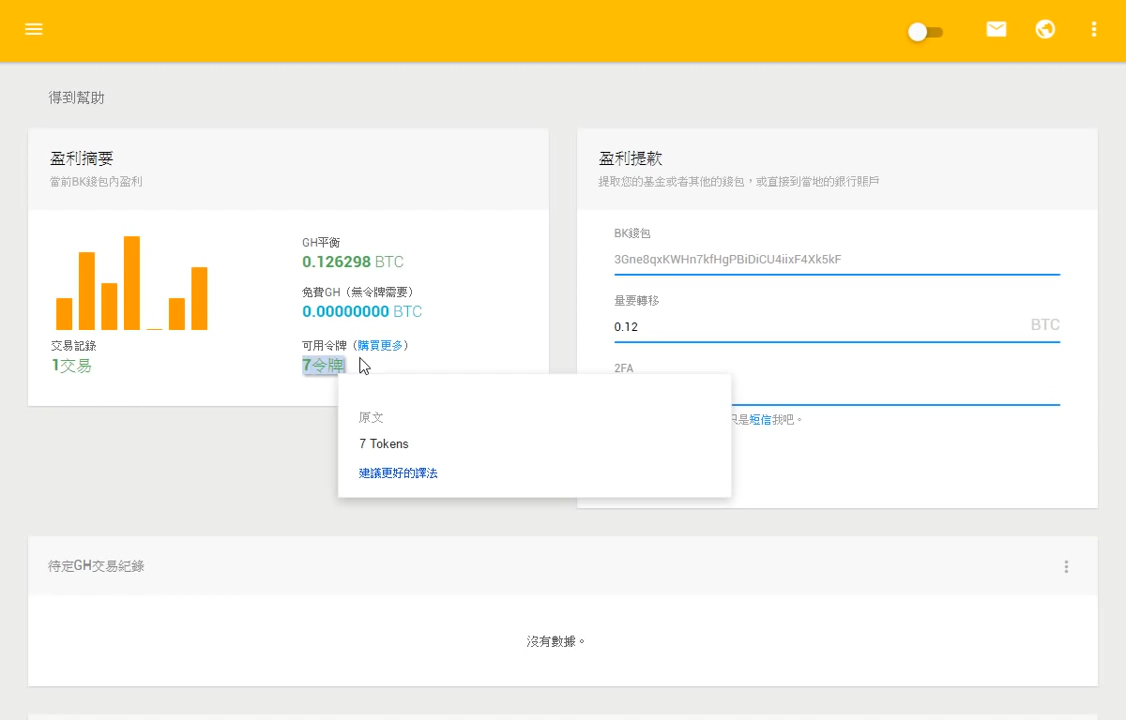 得到幫助
盈利摘要
當前BK錢包內盈利
GH平衡
0.126298 BTC
免費GH（無令牌需要）
0.00000000 BTC
交易記錄
1交易
可用令牌（購買更多）
7令牌
原文
7 Tokens
建議更好的譯法
盈利提款
提取您的基金或者其他的錢包，或直接到當地的銀行賬戶
BK錢包
3Gne8qxKWHn7kfHgPBiDiCU4iixF4Xk5kF
量要轉移
0.12 BTC
2FA
只是短信我吧。
待定GH交易紀錄
沒有數據。